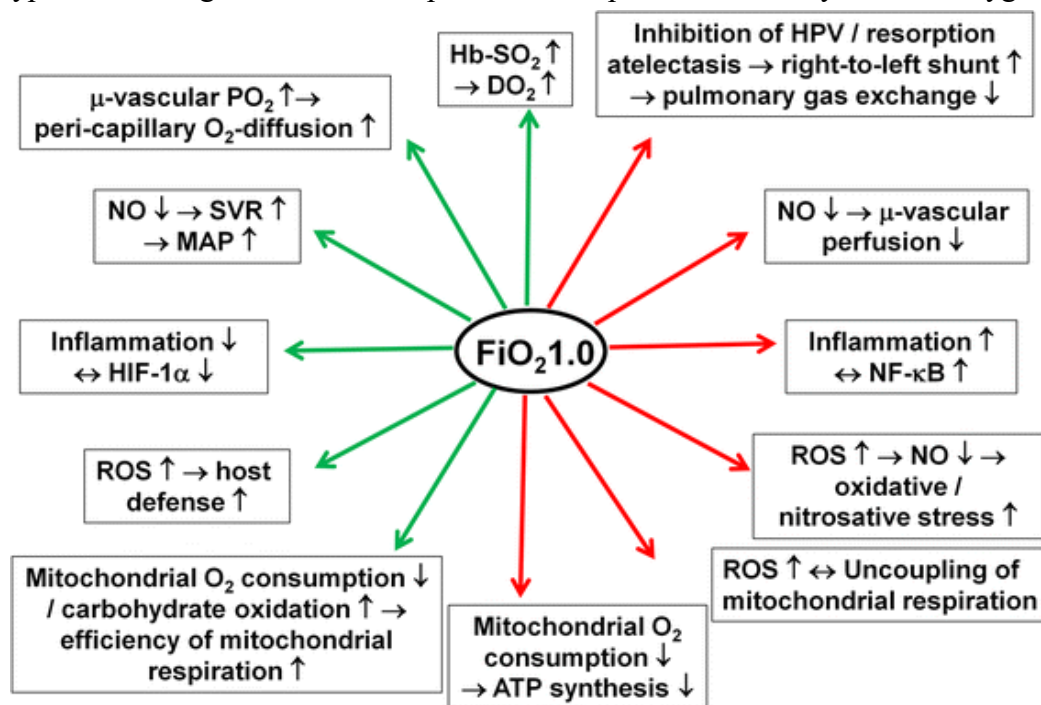 Hb-SO₂ ↑
→ DO₂ ↑
Inhibition of HPV / resorption
atelectasis → right-to-left shunt ↑
→ pulmonary gas exchange ↓
μ-vascular PO₂ ↑→
peri-capillary O₂-diffusion ↑
NO ↓ → SVR ↑
→ MAP ↑
NO ↓ → μ-vascular
perfusion ↓
Inflammation ↓
↔ HIF-1α ↓
FiO₂1.0
Inflammation ↑
↔ NF-κB ↑
ROS ↑ → host
defense ↑
ROS ↑ → NO ↓ →
oxidative /
nitrosative stress ↑
Mitochondrial O₂ consumption ↓
/ carbohydrate oxidation ↑ →
efficiency of mitochondrial
respiration ↑
Mitochondrial O₂
consumption ↓
→ ATP synthesis ↓
ROS ↑ ↔ Uncoupling of
mitochondrial respiration